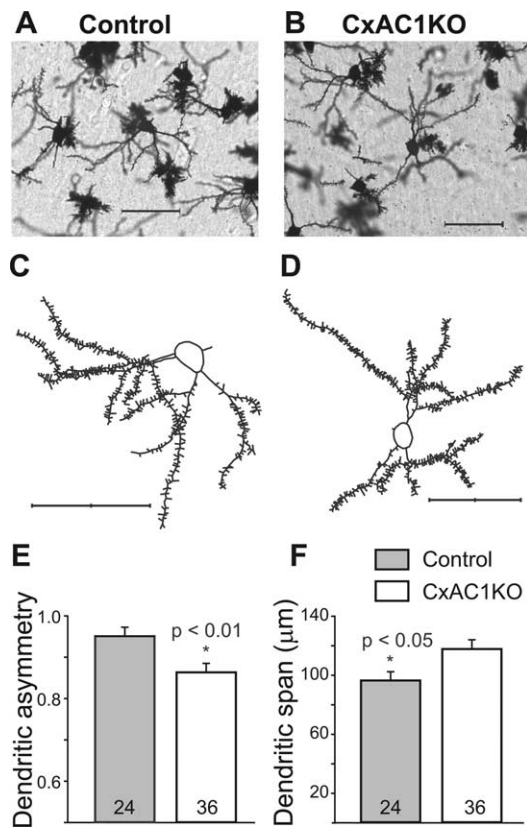 A Control
B CxAC1KO
C
D
E
F
Control
CxAC1KO
Dendritic asymmetry
1.0
0.8
0.6
p < 0.01
*
24
36
Dendritic span (μm)
140
100
60
20
p < 0.05
*
24
36